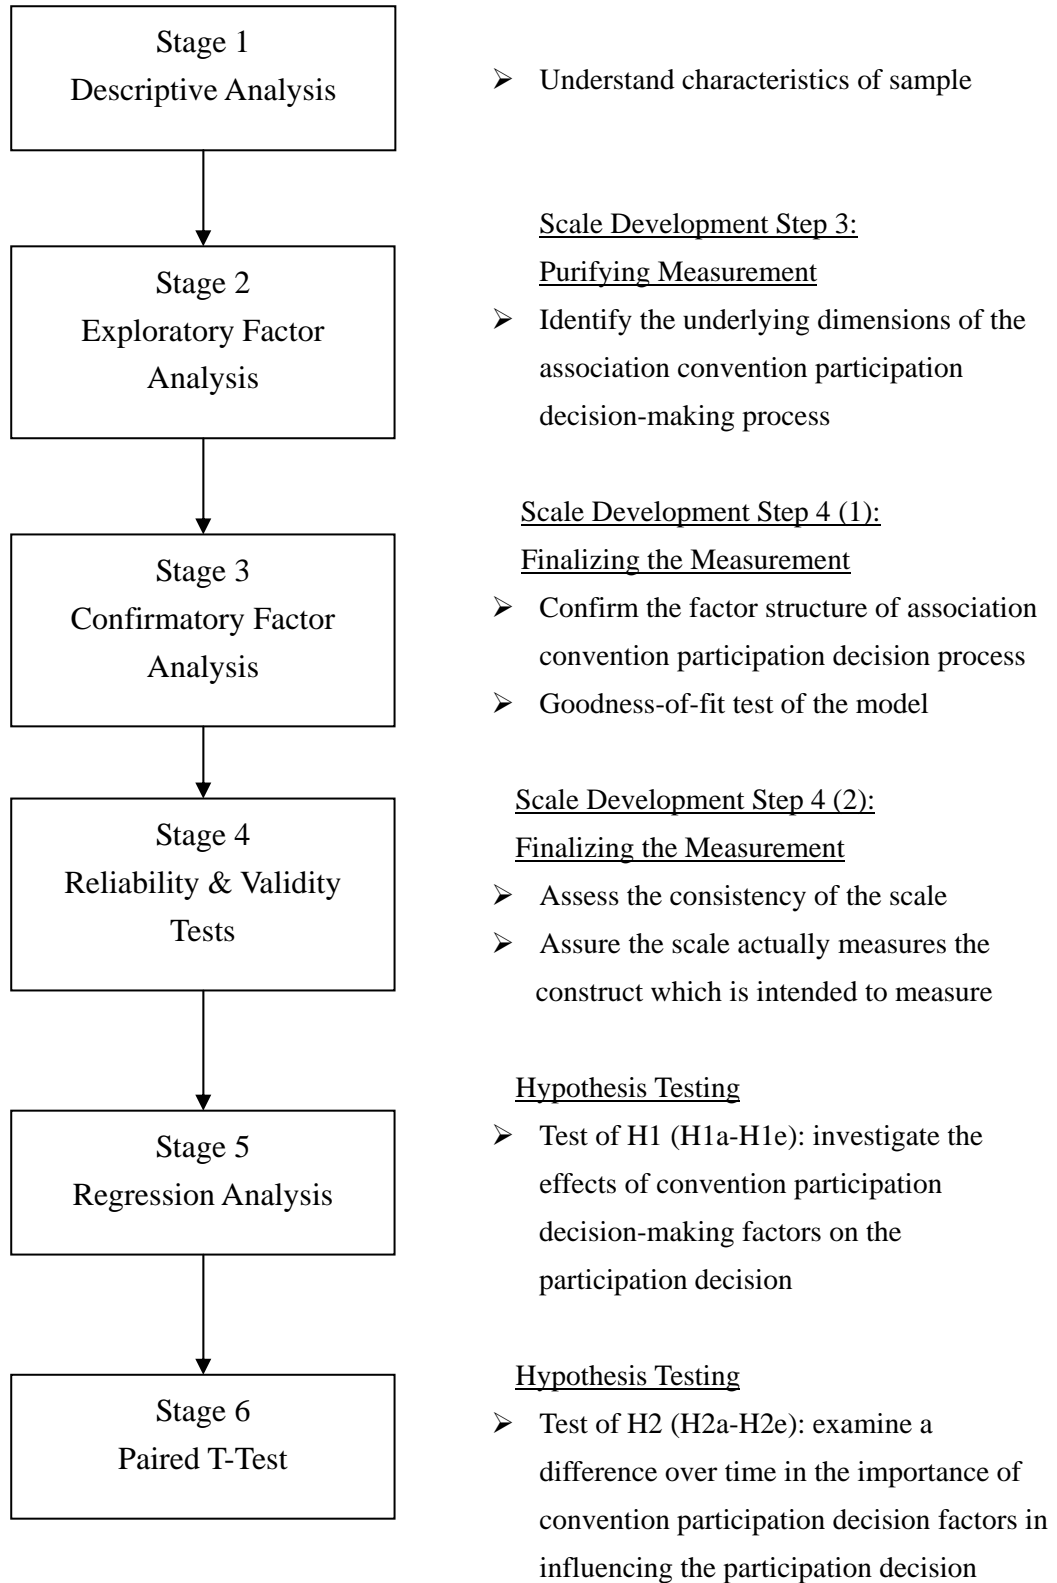 Stage 1
Descriptive Analysis
➢ Understand characteristics of sample
Stage 2
Exploratory Factor
Analysis
Scale Development Step 3:
Purifying Measurement
➢ Identify the underlying dimensions of the
association convention participation
decision-making process
Stage 3
Confirmatory Factor
Analysis
Scale Development Step 4 (1):
Finalizing the Measurement
➢ Confirm the factor structure of association
convention participation decision process
➢ Goodness-of-fit test of the model
Stage 4
Reliability & Validity
Tests
Scale Development Step 4 (2):
Finalizing the Measurement
➢ Assess the consistency of the scale
➢ Assure the scale actually measures the
construct which is intended to measure
Stage 5
Regression Analysis
Hypothesis Testing
➢ Test of H1 (H1a-H1e): investigate the
effects of convention participation
decision-making factors on the
participation decision
Stage 6
Paired T-Test
Hypothesis Testing
➢ Test of H2 (H2a-H2e): examine a
difference over time in the importance of
convention participation decision factors in
influencing the participation decision